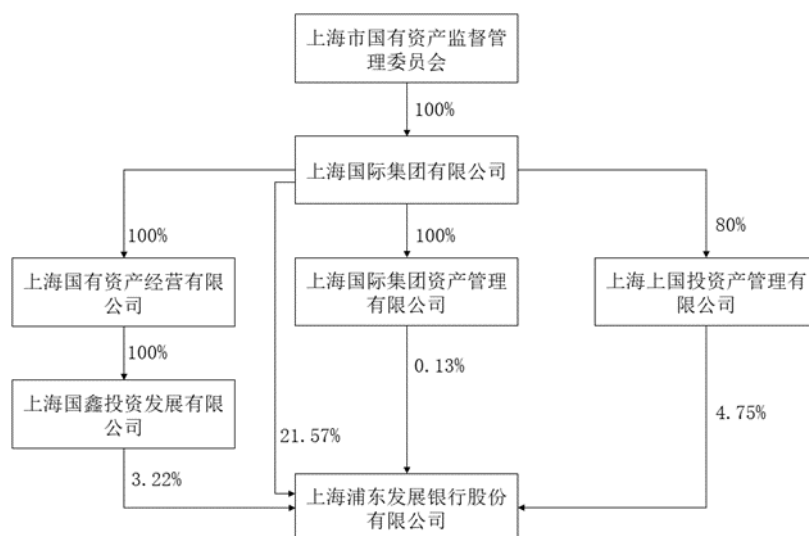 上海市国有资产监督管
理委员会
100%
上海国际集团有限公司
100%
100%
80%
上海国有资产经营有限
公司
上海国际集团资产管理
有限公司
上海上国投资产管理有
限公司
100%
0.13%
上海国鑫投资发展有限
公司
4.75%
21.57%
3.22%
上海浦东发展银行股份
有限公司